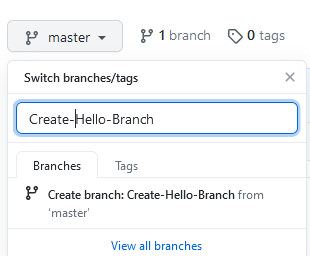 master 1 branch 0 tags
Switch branches/tags
Create-Hello-Branch
Branches Tags
Create branch: Create-Hello-Branch from
'master'
View all branches